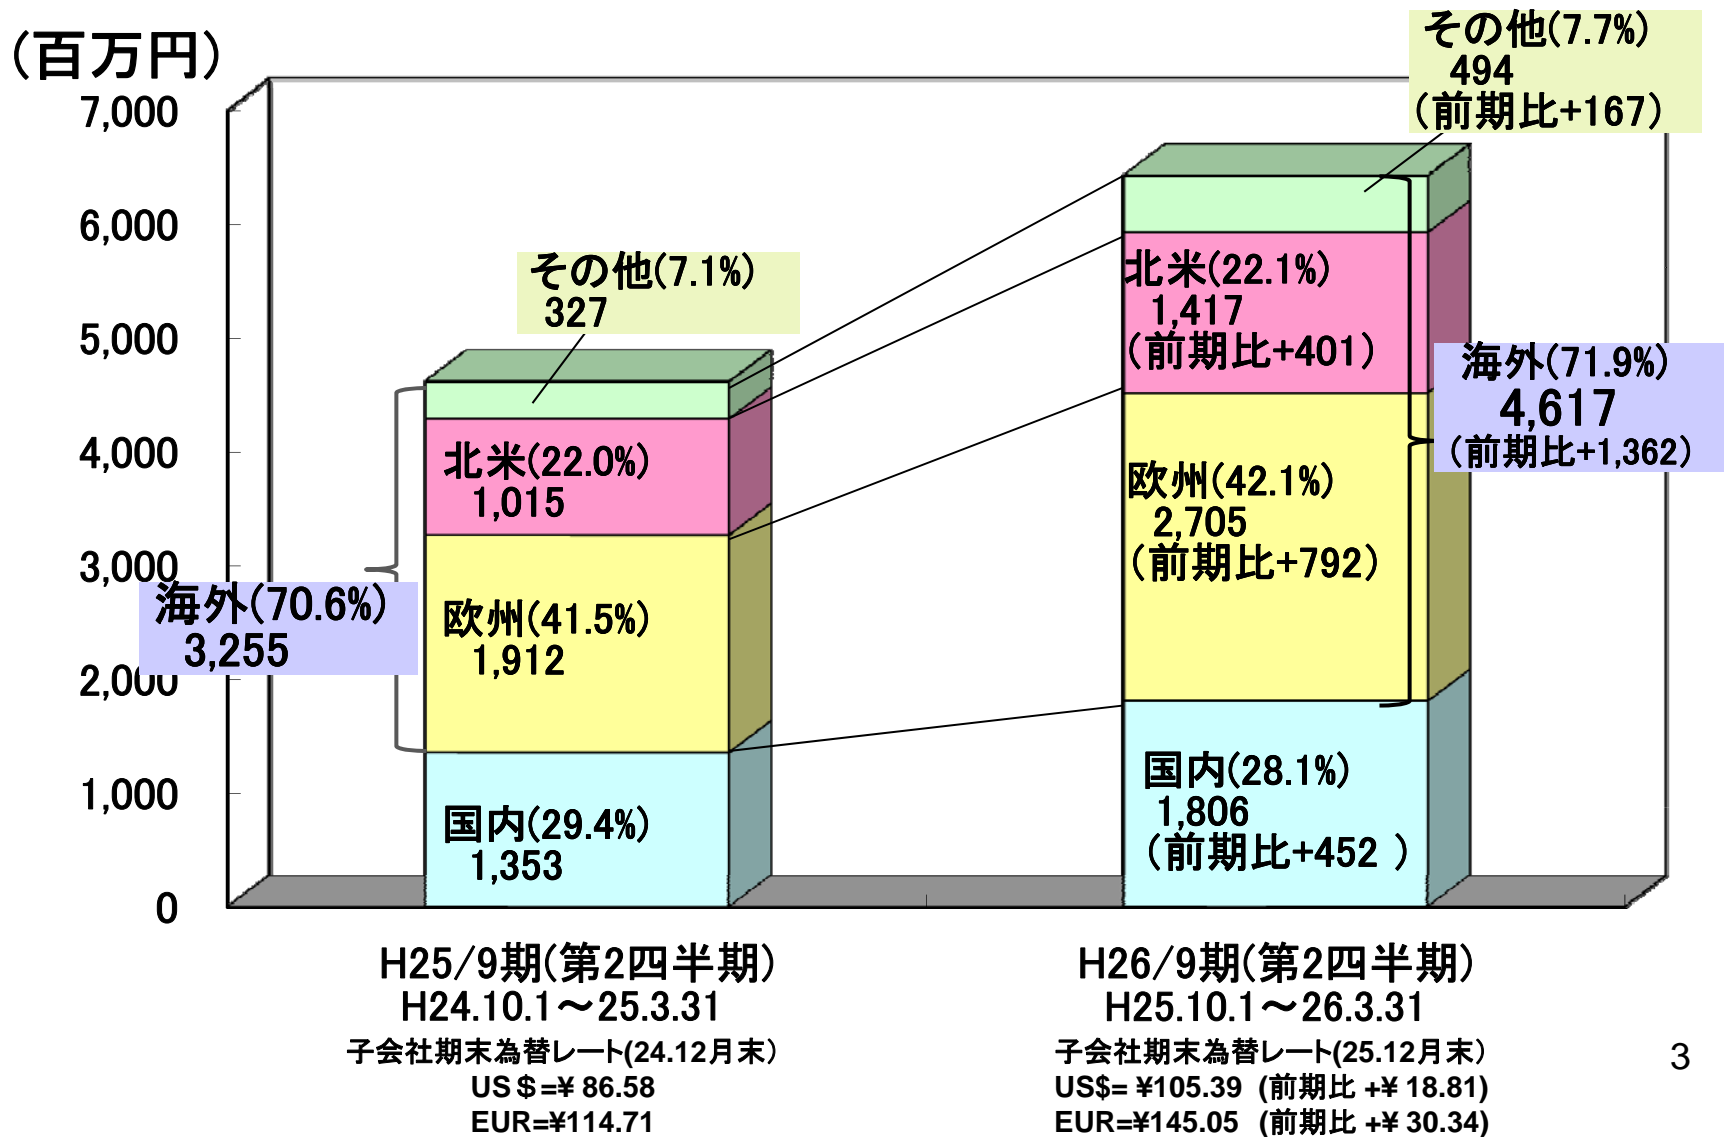 (百万円)
7,000
6,000
5,000
4,000
3,000
2,000
1,000
0
その他(7.1%)
327
北米(22.0%)
1,015
欧州(41.5%)
1,912
国内(29.4%)
1,353
海外(70.6%)
3,255
その他(7.7%)
494
(前期比+167)
北米(22.1%)
1,417
(前期比+401)
欧州(42.1%)
2,705
(前期比+792)
国内(28.1%)
1,806
(前期比+452 )
海外(71.9%)
4,617
(前期比+1,362)
H25/9期(第2四半期)
H24.10.1～25.3.31
子会社期末為替レート(24.12月末)
US＄=¥ 86.58
EUR=¥114.71
H26/9期(第2四半期)
H25.10.1～26.3.31
子会社期末為替レート(25.12月末)
US$= ¥105.39 (前期比 +¥ 18.81)
EUR=¥145.05 (前期比 +¥ 30.34)
3